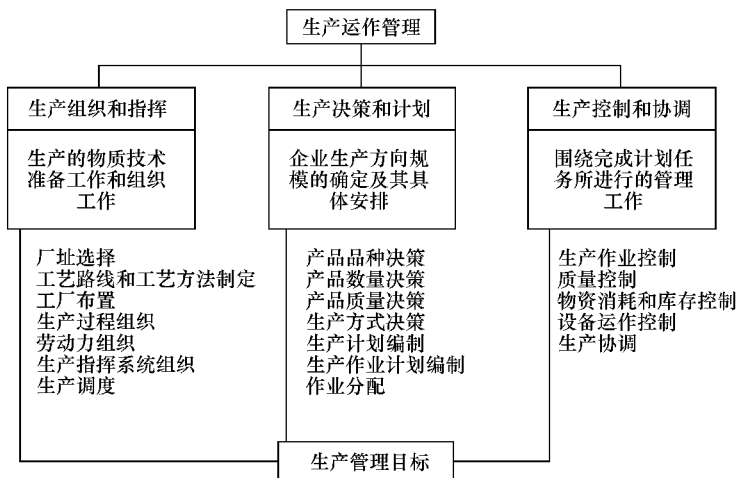 生产运作管理
生产组织和指挥
生产的物质技术
准备工作和组织
工作
厂址选择
工艺路线和工艺方法制定
工厂布置
生产过程组织
劳动力组织
生产指挥系统组织
生产调度
生产决策和计划
企业生产方向规
模的确定及其具
体安排
产品品种决策
产品数量决策
产品质量决策
生产方式决策
生产计划编制
生产作业计划编制
作业分配
生产控制和协调
围绕完成计划任
务所进行的管理
工作
生产作业控制
质量控制
物资消耗和库存控制
设备运作控制
生产协调
生产管理目标